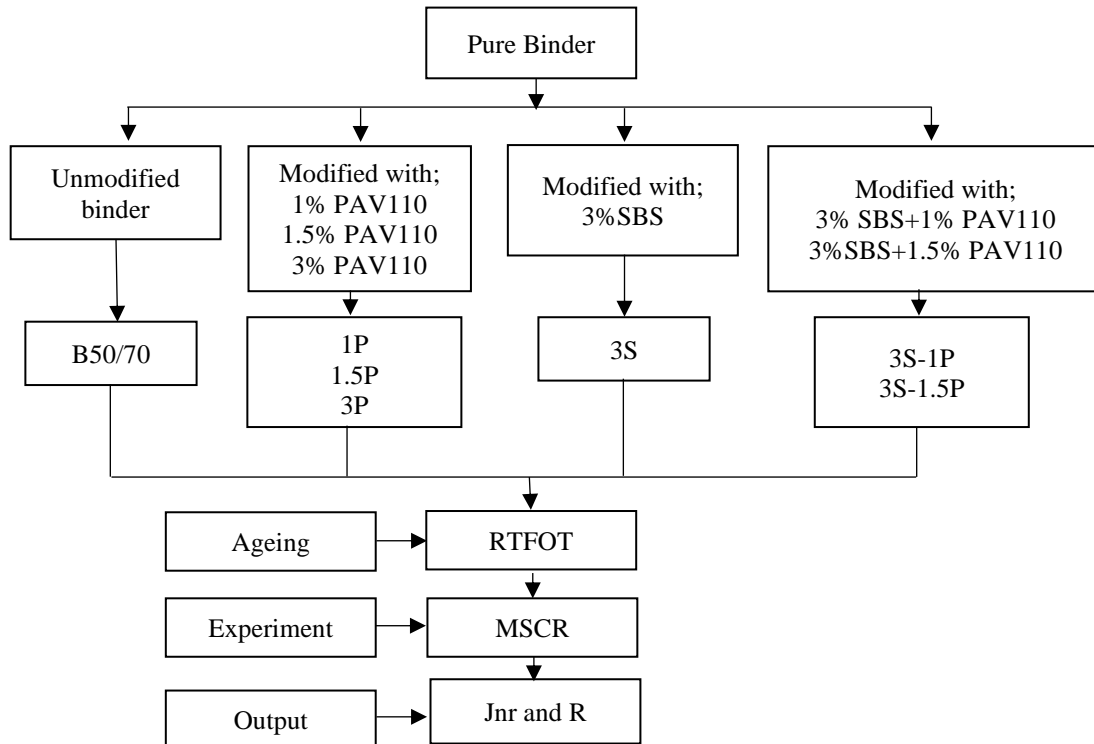 Pure Binder
Unmodified
binder
Modified with;
1% PAV110
1.5% PAV110
3% PAV110
Modified with;
3%SBS
Modified with;
3% SBS+1% PAV110
3%SBS+1.5% PAV110
B50/70
1P
1.5P
3P
3S
3S-1P
3S-1.5P
Ageing
RTFOT
Experiment
MSCR
Output
Jnr and R